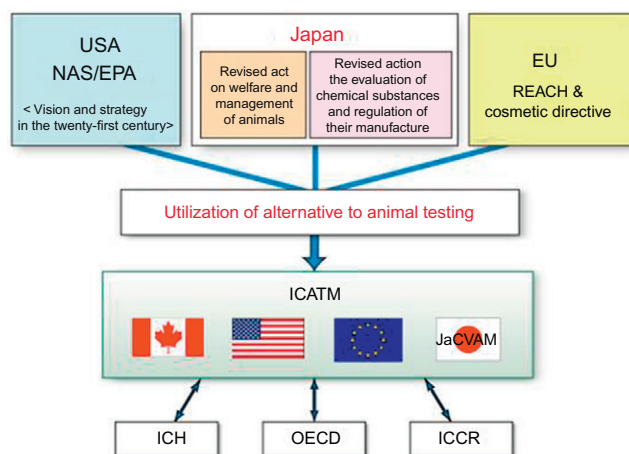 USA
NAS/EPA
< Vision and strategy
in the twenty-first century>
Japan
Revised act
on welfare and
management
of animals
Revised action
the evaluation of
chemical substances
and regulation of
their manufacture
EU
REACH &
cosmetic directive
Utilization of alternative to animal testing
ICATM
JaCVAM
ICH
OECD
ICCR